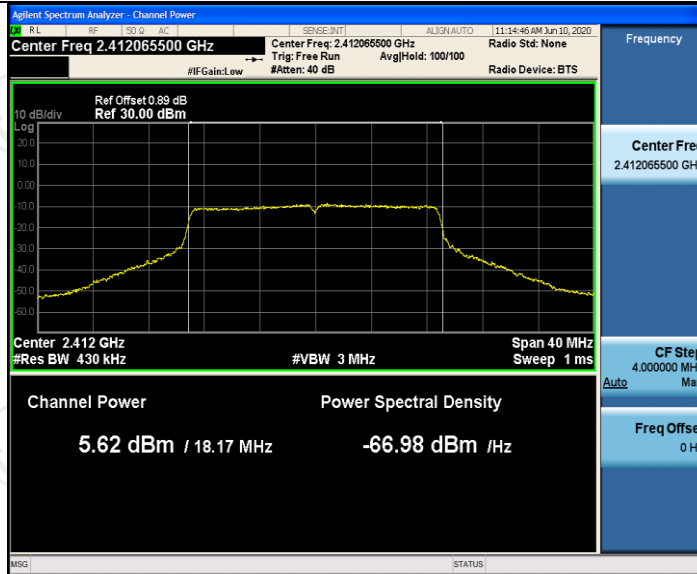 Agilent Spectrum Analyzer - Channel Power
RL RF 50 Ω AC SENSE:INT ALIGN AUTO 11:14:46 AM Jun 10, 2020
Center Freq 2.412065500 GHz
Center Freq: 2.412065500 GHz
Radio Std: None
Trig: Free Run Avg|Hold: 100/100
#IFGain:Low #Atten: 40 dB Radio Device: BTS
Frequency
Ref Offset 0.89 dB
10 dB/div Ref 30.00 dBm
Log
20.0
10.0
0.00
-10.0
-20.0
-30.0
-40.0
-50.0
-60.0
Center 2.412 GHz Span 40 MHz
#Res BW 430 kHz #VBW 3 MHz Sweep 1 ms
Center Fre
2.412065500 GH
CF Ste
4.000000 MH
Auto Ma
Freq Offse
0 H
Channel Power Power Spectral Density
5.62 dBm / 18.17 MHz -66.98 dBm /Hz
MSG STATUS